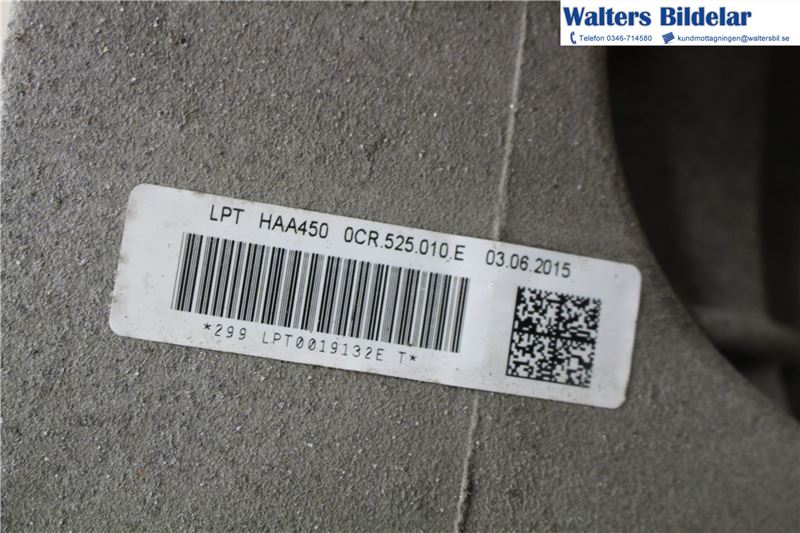 Walters Bildelar
Telefon 0346-714580 kundmottagningen@waltersbil.se
LPT HAA450 0CR.525.010.E 03.06.2015
*299 LPT0019132E T*